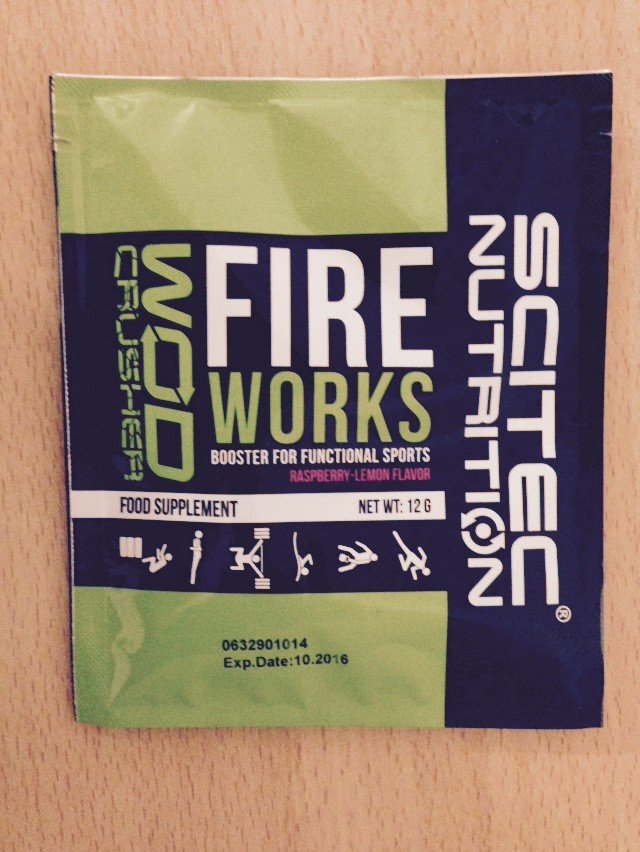 WOD
CRUSHER
FIRE
WORKS
BOOSTER FOR FUNCTIONAL SPORTS
RASPBERRY-LEMON FLAVOR
FOOD SUPPLEMENT
NET WT: 12 G
0632901014
Exp.Date:10.2016
SCITEC
NUTRITION
®